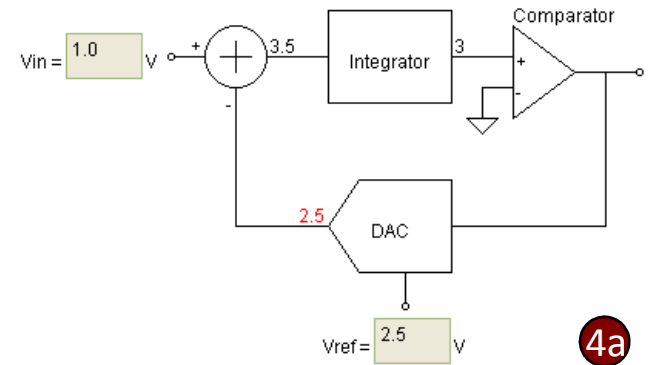 Comparator
Vin = 1.0 V + 3.5 Integrator 3 +
-
-
2.5 DAC
Vref = 2.5 V
4a